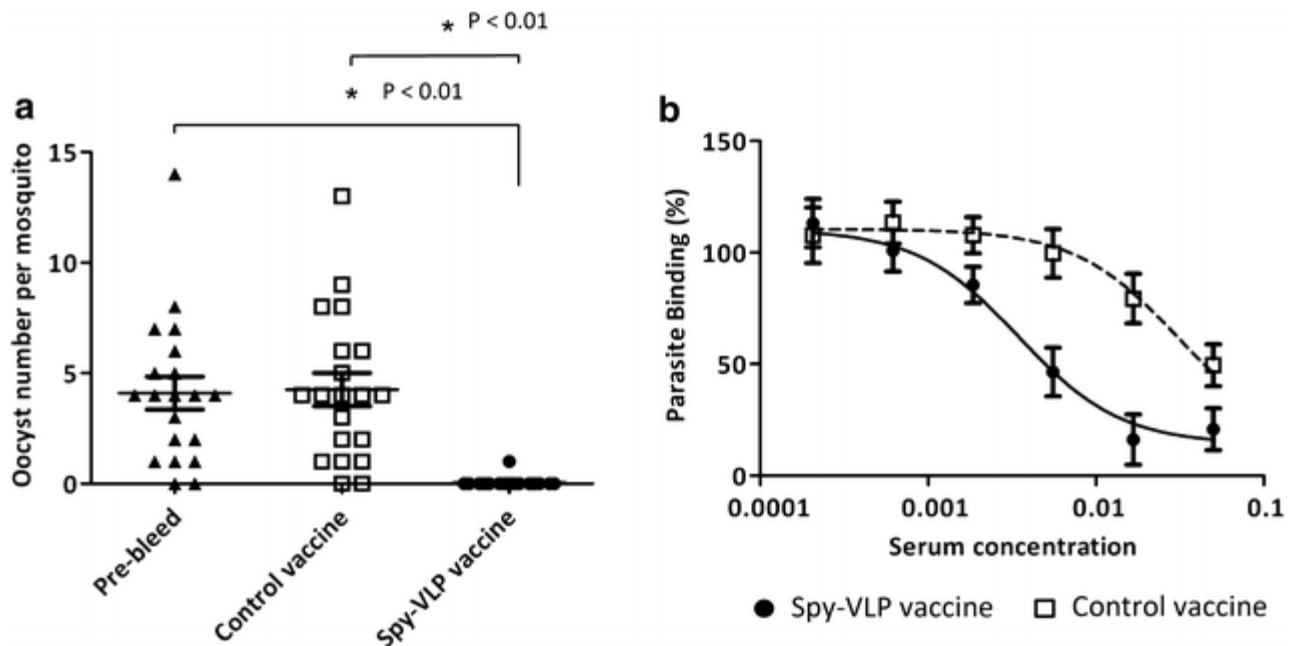 * P < 0.01
* P < 0.01
a
15
10
5
0
Oocyst number per mosquito
Pre-bleed
Control vaccine
Spy-VLP vaccine
b
150
100
50
0
Parasite Binding (%)
0.0001
0.001
0.01
0.1
Serum concentration
Spy-VLP vaccine
Control vaccine